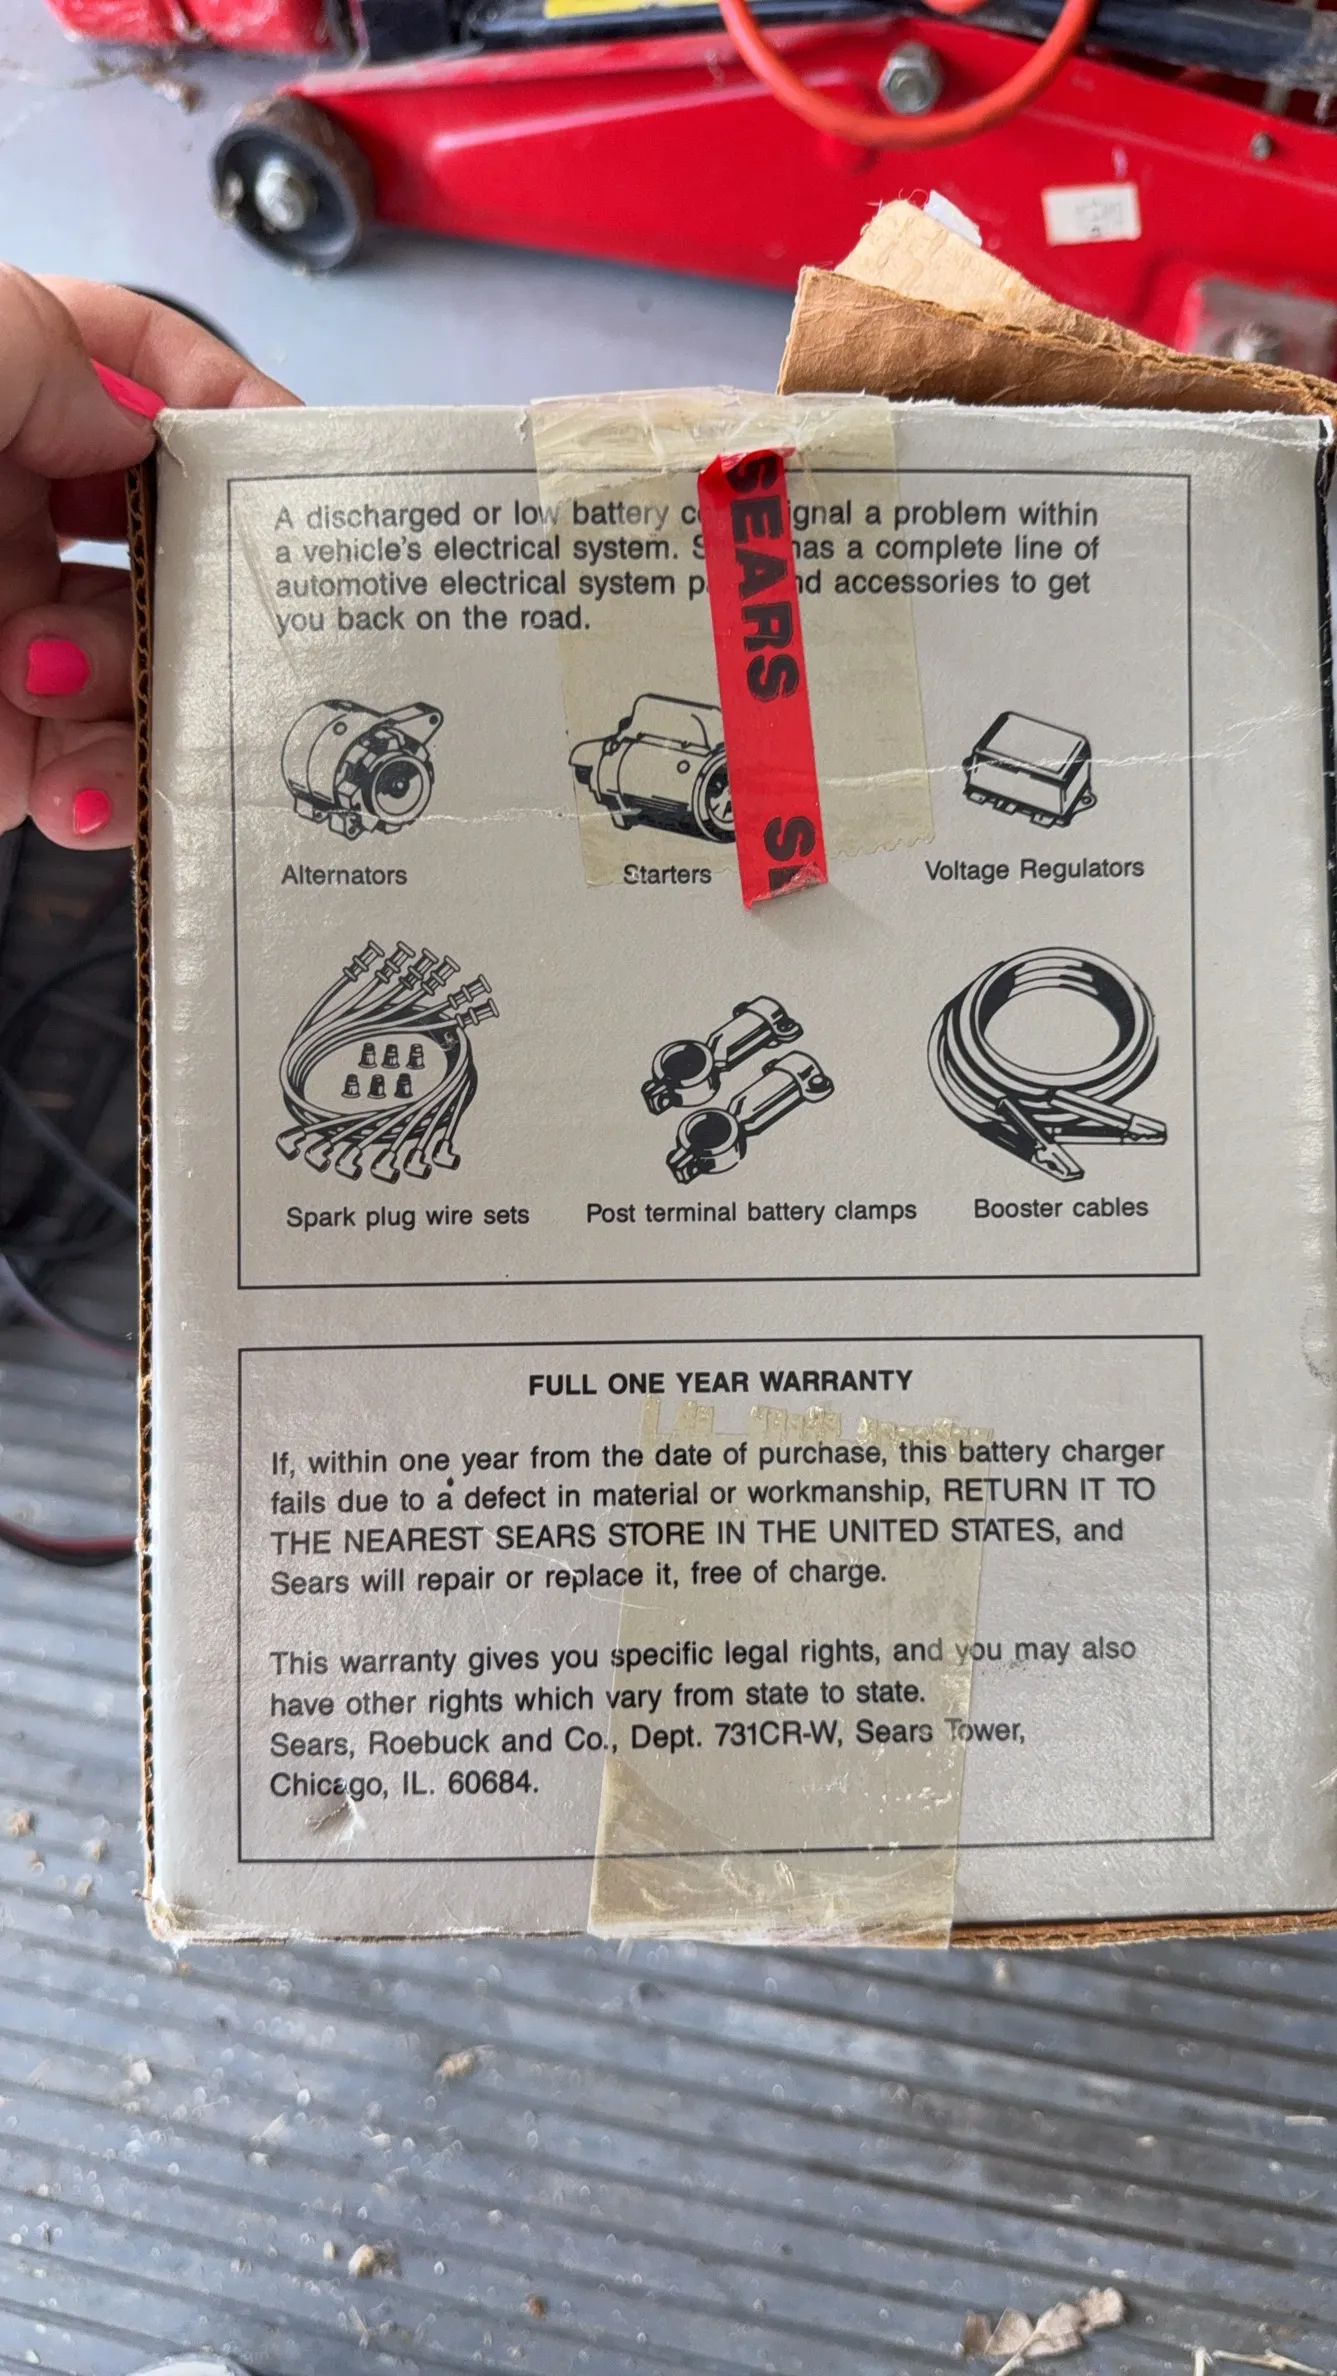 A discharged or low battery c ignal a problem within
a vehicle's electrical system. S has a complete line of
automotive electrical system p nd accessories to get
you back on the road.
SEARS
SE
Alternators
Starters
Voltage Regulators
Spark plug wire sets
Post terminal battery clamps
Booster cables
FULL ONE YEAR WARRANTY
If, within one year from the date of purchase, this battery charger
fails due to a defect in material or workmanship, RETURN IT TO
THE NEAREST SEARS STORE IN THE UNITED STATES, and
Sears will repair or replace it, free of charge.
This warranty gives you specific legal rights, and you may also
have other rights which vary from state to state.
Sears, Roebuck and Co., Dept. 731CR-W, Sears Tower,
Chicago, IL. 60684.